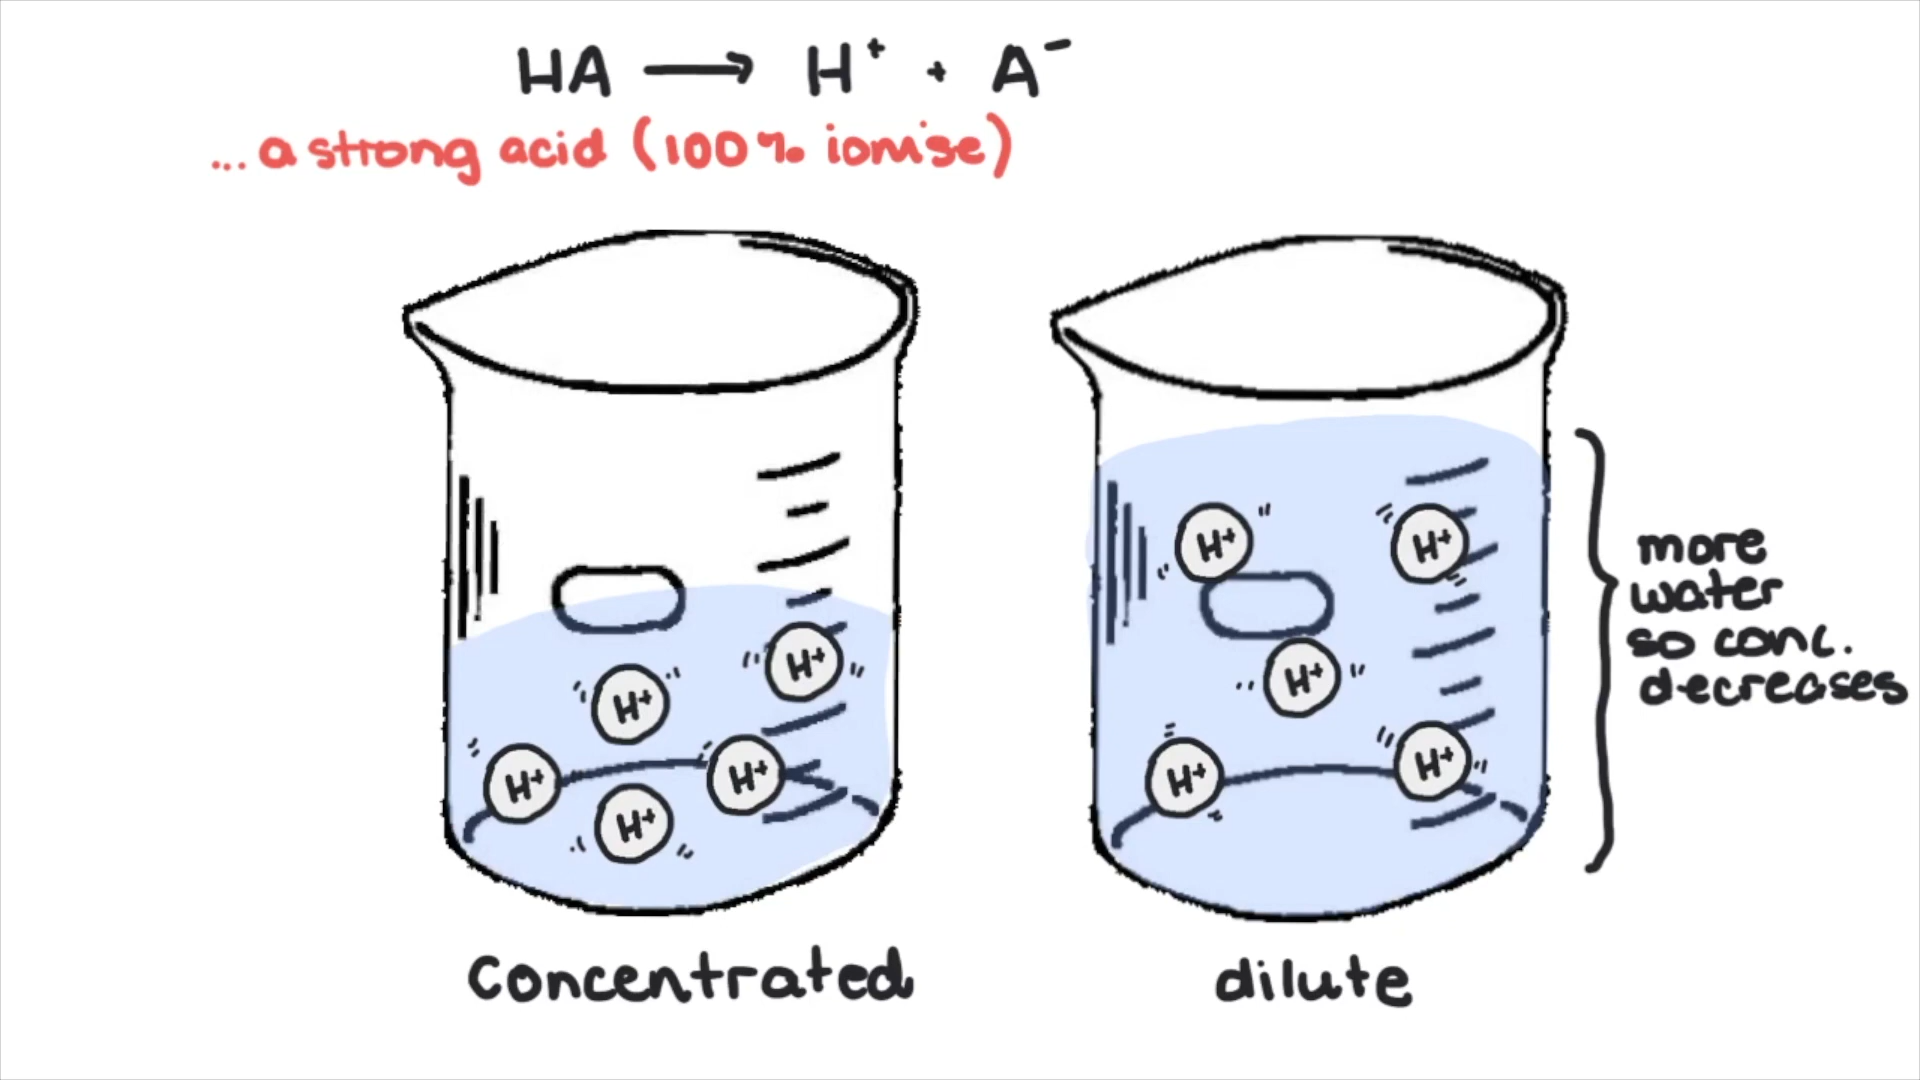 HA → H⁺ + A⁻
... a strong acid (100% ionise)
H⁺
H⁺
H⁺
H⁺
H⁺
H⁺
H⁺
H⁺
H⁺
H⁺
more
water
so conc.
decreases
concentrated
dilute